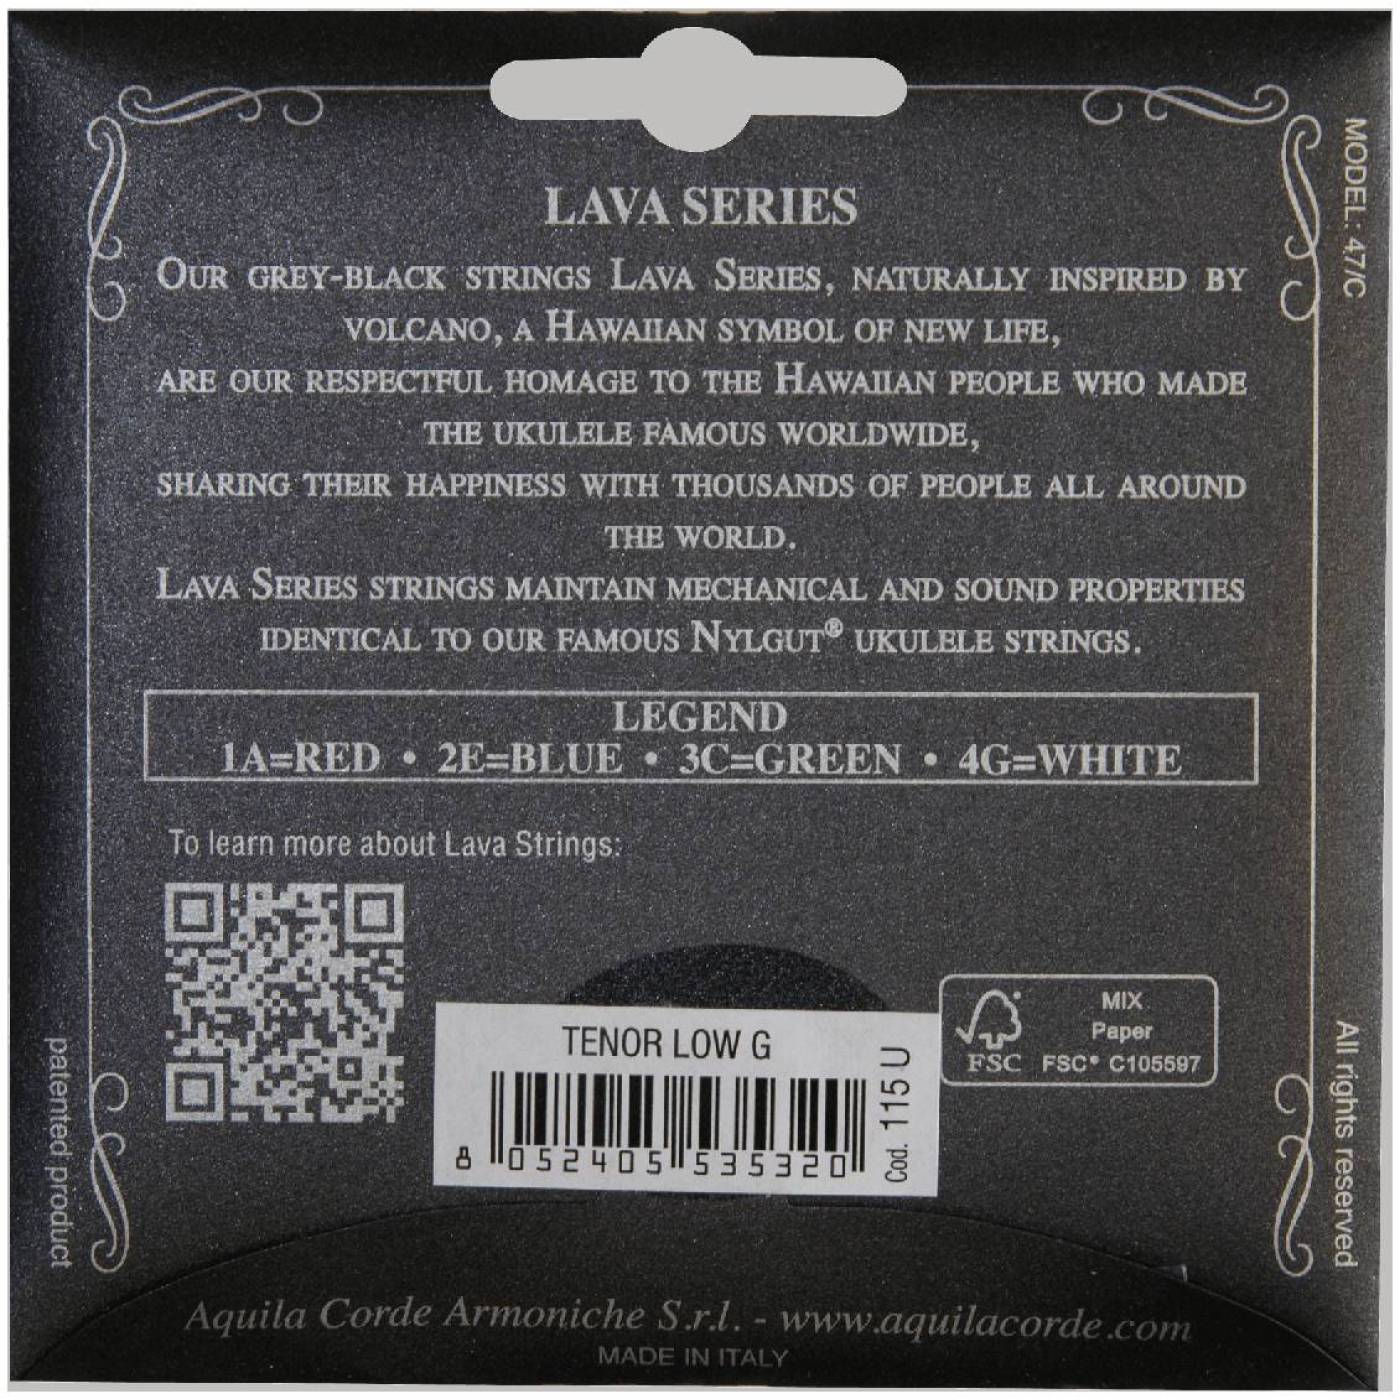 LAVA SERIES
OUR GREY-BLACK STRINGS LAVA SERIES, NATURALLY INSPIRED BY
VOLCANO, A HAWAIIAN SYMBOL OF NEW LIFE,
ARE OUR RESPECTFUL HOMAGE TO THE HAWAIIAN PEOPLE WHO MADE
THE UKULELE FAMOUS WORLDWIDE,
SHARING THEIR HAPPINESS WITH THOUSANDS OF PEOPLE ALL AROUND
THE WORLD.
LAVA SERIES STRINGS MAINTAIN MECHANICAL AND SOUND PROPERTIES
IDENTICAL TO OUR FAMOUS NYLGUT® UKULELE STRINGS.
LEGEND
1A=RED • 2E=BLUE • 3C=GREEN • 4G=WHITE
To learn more about Lava Strings:
TENOR LOW G
8 052405 535320
Cod. 115 U
MIX
Paper
FSC FSC® C105597
Aquila Corde Armoniche S.r.l. - www.aquilacorde.com
MADE IN ITALY
MODEL: 47/C
All rights reserved
patented product